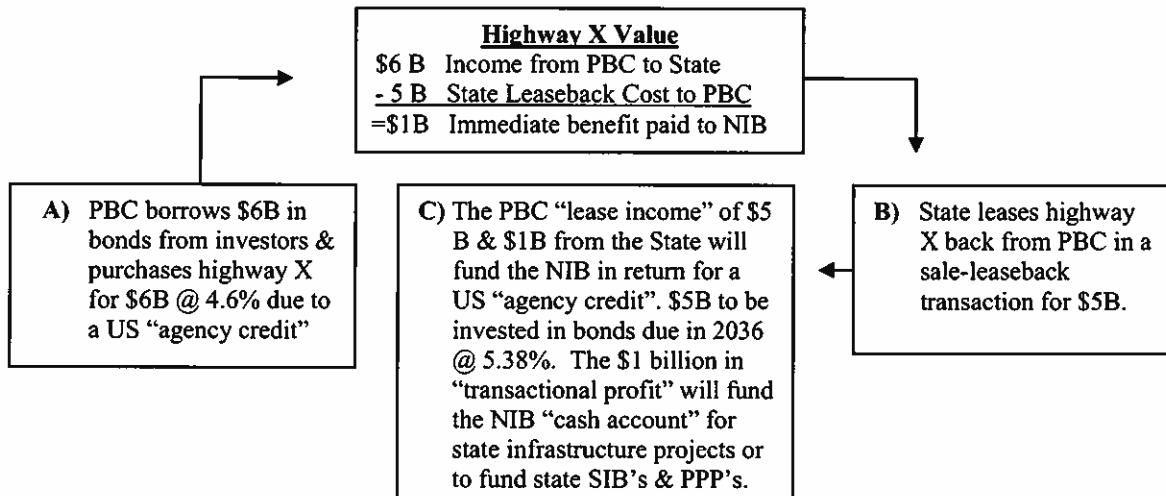 Highway X Value
$6 B Income from PBC to State
- 5 B State Leaseback Cost to PBC
=$1B Immediate benefit paid to NIB
A) PBC borrows $6B in
bonds from investors &
purchases highway X
for $6B @ 4.6% due to
a US “agency credit”
C) The PBC “lease income” of $5
B & $1B from the State will
fund the NIB in return for a
US “agency credit”. $5B to be
invested in bonds due in 2036
@ 5.38%. The $1 billion in
“transactional profit” will fund
the NIB “cash account” for
state infrastructure projects or
to fund state SIB’s & PPP’s.
B) State leases highway
X back from PBC in a
sale-leaseback
transaction for $5B.